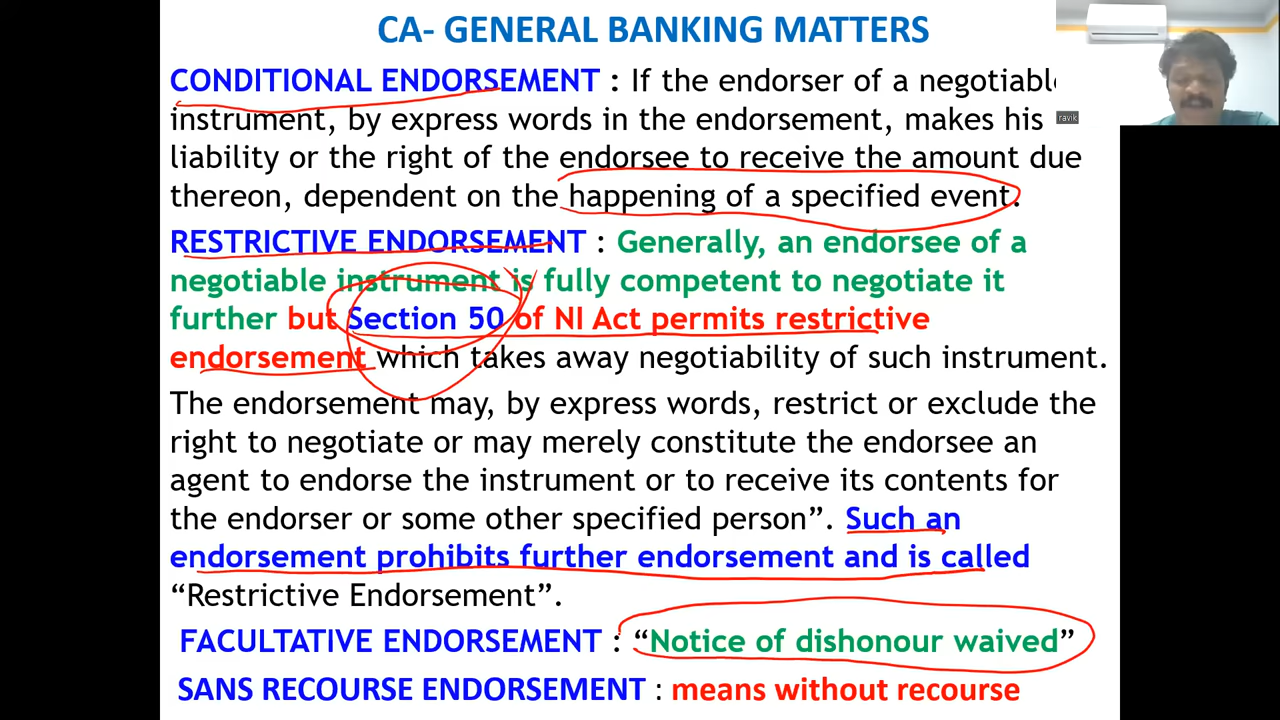 CA- GENERAL BANKING MATTERS
CONDITIONAL ENDORSEMENT : If the endorser of a negotiable
instrument, by express words in the endorsement, makes his
liability or the right of the endorsee to receive the amount due
thereon, dependent on the happening of a specified event.
RESTRICTIVE ENDORSEMENT : Generally, an endorsee of a
negotiable instrument is fully competent to negotiate it
further but Section 50 of NI Act permits restrictive
endorsement which takes away negotiability of such instrument.
The endorsement may, by express words, restrict or exclude the
right to negotiate or may merely constitute the endorsee an
agent to endorse the instrument or to receive its contents for
the endorser or some other specified person”. Such an
endorsement prohibits further endorsement and is called
“Restrictive Endorsement”.
FACULTATIVE ENDORSEMENT : “Notice of dishonour waived”
SANS RECOURSE ENDORSEMENT : means without recourse
ravik